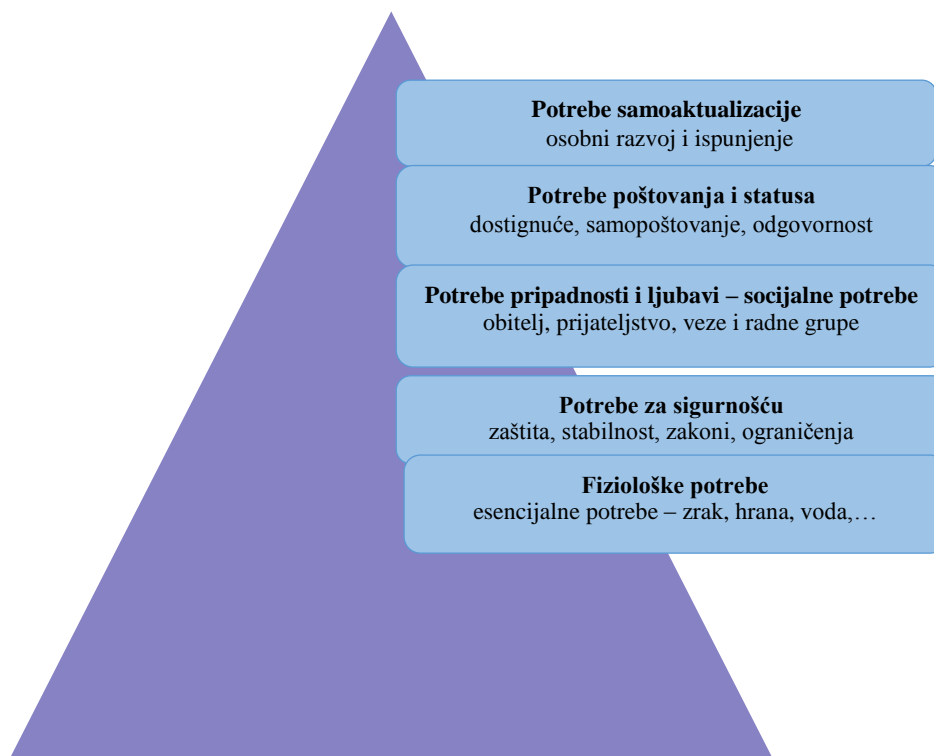 Potrebe samoaktualizacije
osobni razvoj i ispunjenje
Potrebe poštovanja i statusa
dostignuće, samopoštovanje, odgovornost
Potrebe pripadnosti i ljubavi – socijalne potrebe
obitelj, prijateljstvo, veze i radne grupe
Potrebe za sigurnošću
zaštita, stabilnost, zakoni, ograničenja
Fiziološke potrebe
esencijalne potrebe – zrak, hrana, voda,…